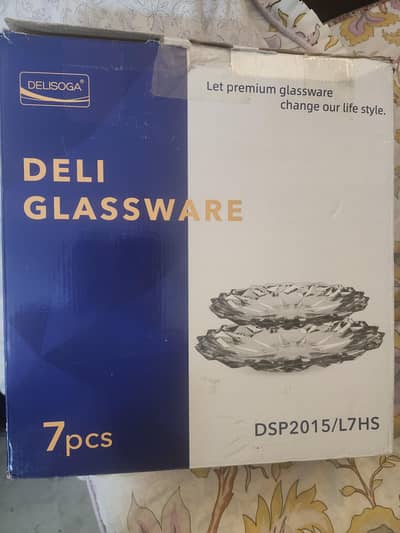 DELISOGA®
Let premium glassware
change our life style.
DELI
GLASSWARE
7pcs
DSP2015/L7HS